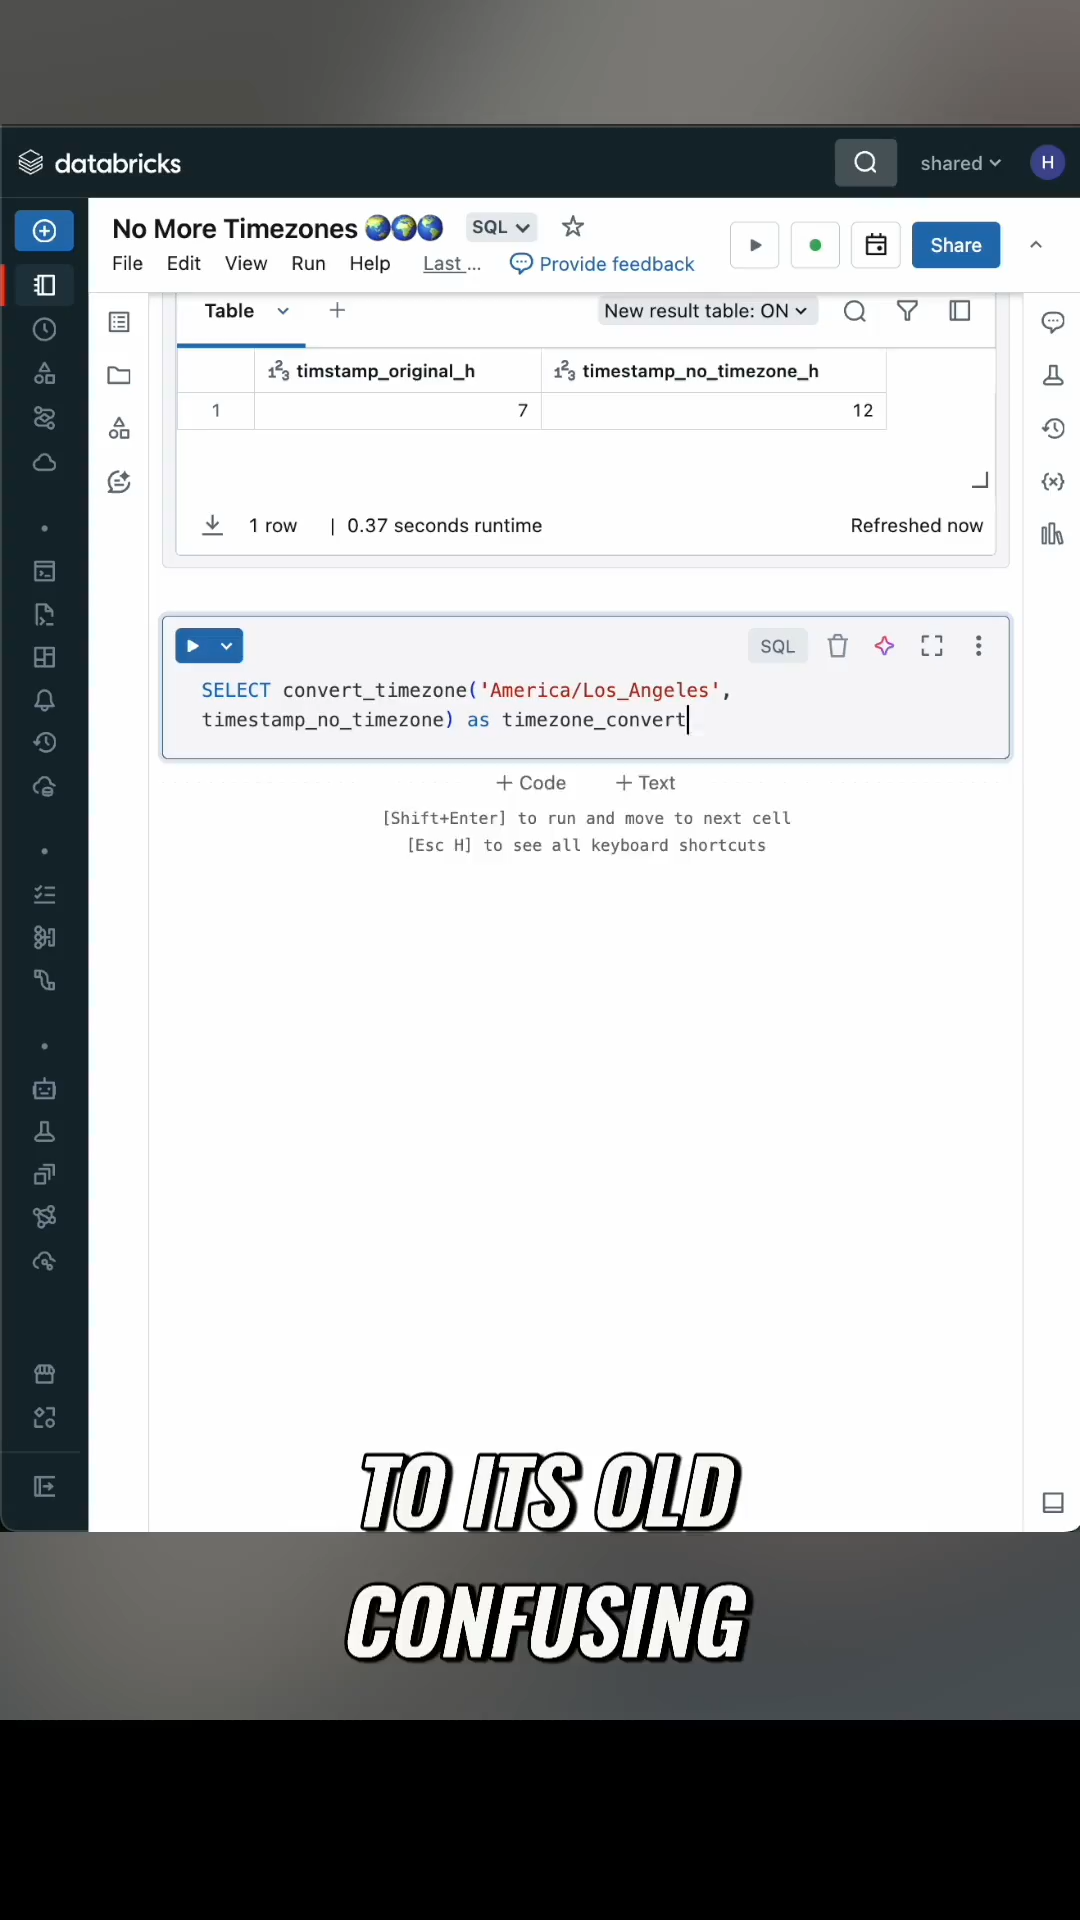 databricks
shared
H
No More Timezones
SQL
File Edit View Run Help Last ... Provide feedback
Share
Table
New result table: ON
timstamp_original_h
timestamp_no_timezone_h
1 7 12
1 row | 0.37 seconds runtime
Refreshed now
SQL
SELECT convert_timezone('America/Los_Angeles',
timestamp_no_timezone) as timezone_convert
+ Code + Text
[Shift+Enter] to run and move to next cell
[Esc H] to see all keyboard shortcuts
TO ITS OLD
CONFUSING